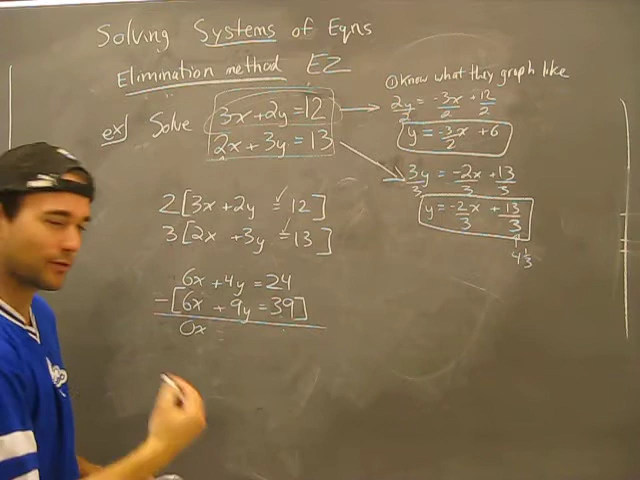 Solving Systems of Eqns
Elimination method EZ
ex) Solve 3x+2y=12
2x+3y=13
2[3x+2y=12]
3[2x+3y=13]
6x+4y=24
-[6x+9y=39]
0x
① Know what they graph like
2y/2=-3x/2+12/2
y=-3/2x+6
3y/3=-2x/3+13/3
y=-2/3x+13/3
4 1/3